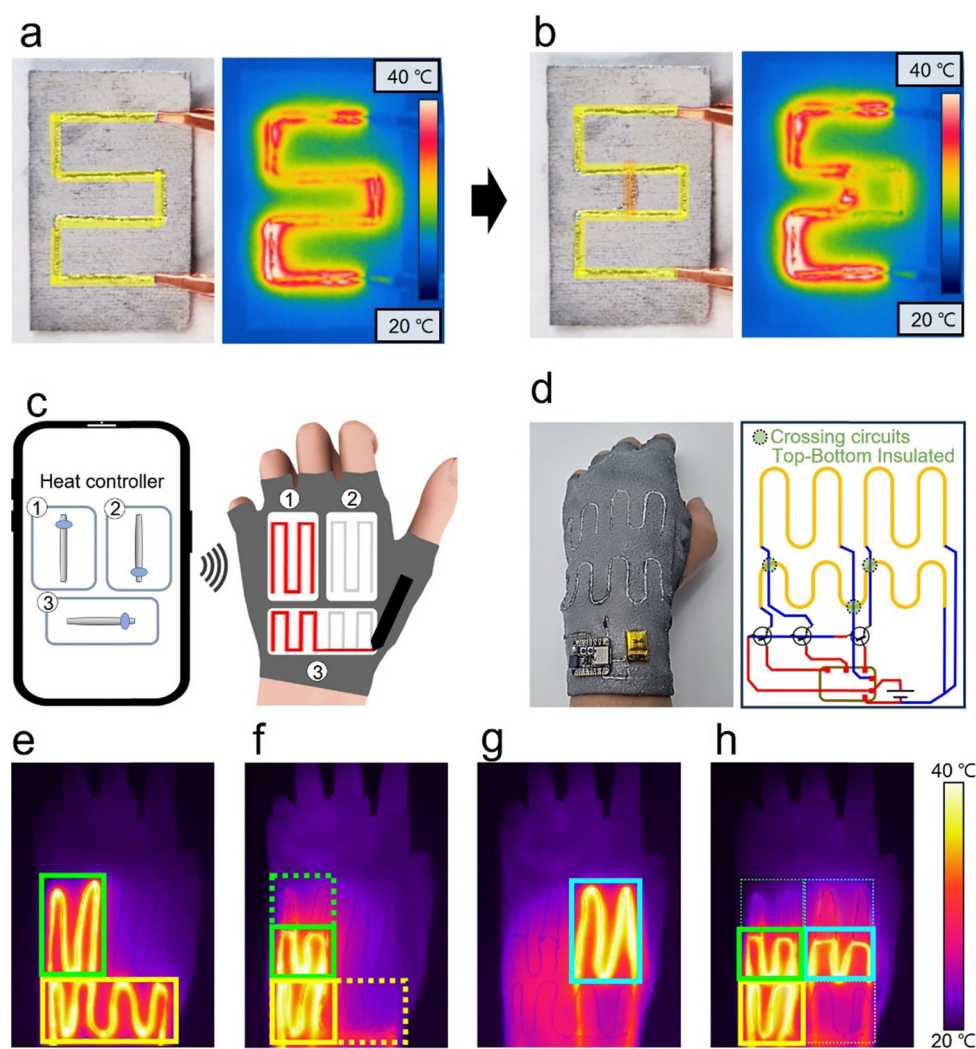 a
b
40 ℃
40 ℃
20 ℃
20 ℃
c
d
Heat controller
1
2
3
1
2
3
Crossing circuits
Top-Bottom Insulated
e
f
g
h
40 ℃
20 ℃